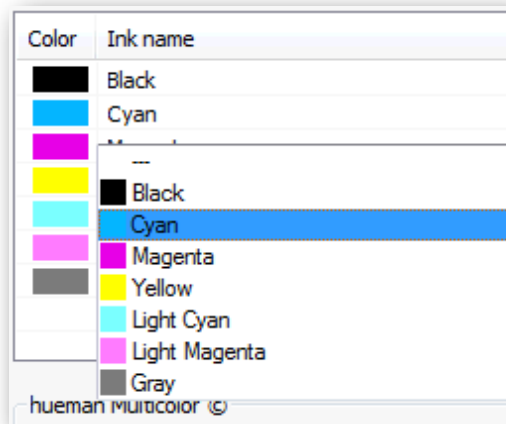 Color Ink name
Black
Cyan
---
Black
Cyan
Magenta
Yellow
Light Cyan
Light Magenta
Gray
hueman Multicolor ©